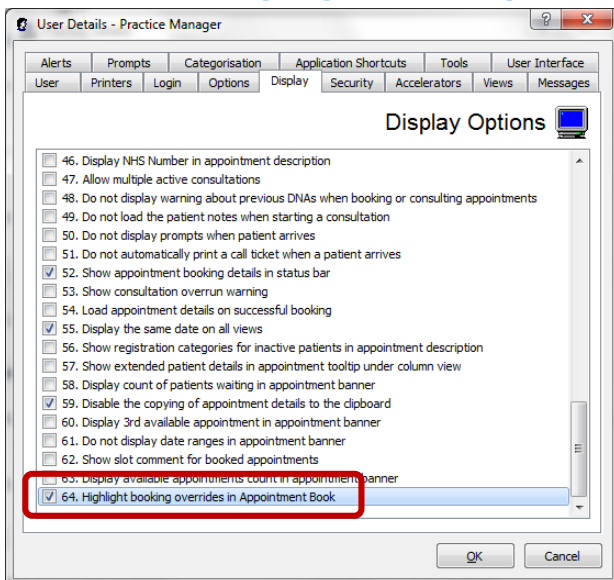 User Details - Practice Manager
Alerts Prompts Categorisation Application Shortcuts Tools User Interface
User Printers Login Options Display Security Accelerators Views Messages
Display Options
46. Display NHS Number in appointment description
47. Allow multiple active consultations
48. Do not display warning about previous DNAs when booking or consulting appointments
49. Do not load the patient notes when starting a consultation
50. Do not display prompts when patient arrives
51. Do not automatically print a call ticket when a patient arrives
52. Show appointment booking details in status bar
53. Show consultation overrun warning
54. Load appointment details on successful booking
55. Display the same date on all views
56. Show registration categories for inactive patients in appointment description
57. Show extended patient details in appointment tooltip under column view
58. Display count of patients waiting in appointment banner
59. Disable the copying of appointment details to the clipboard
60. Display 3rd available appointment in appointment banner
61. Do not display date ranges in appointment banner
62. Show slot comment for booked appointments
63. Display available appointments count in appointment banner
64. Highlight booking overrides in Appointment Book
OK Cancel